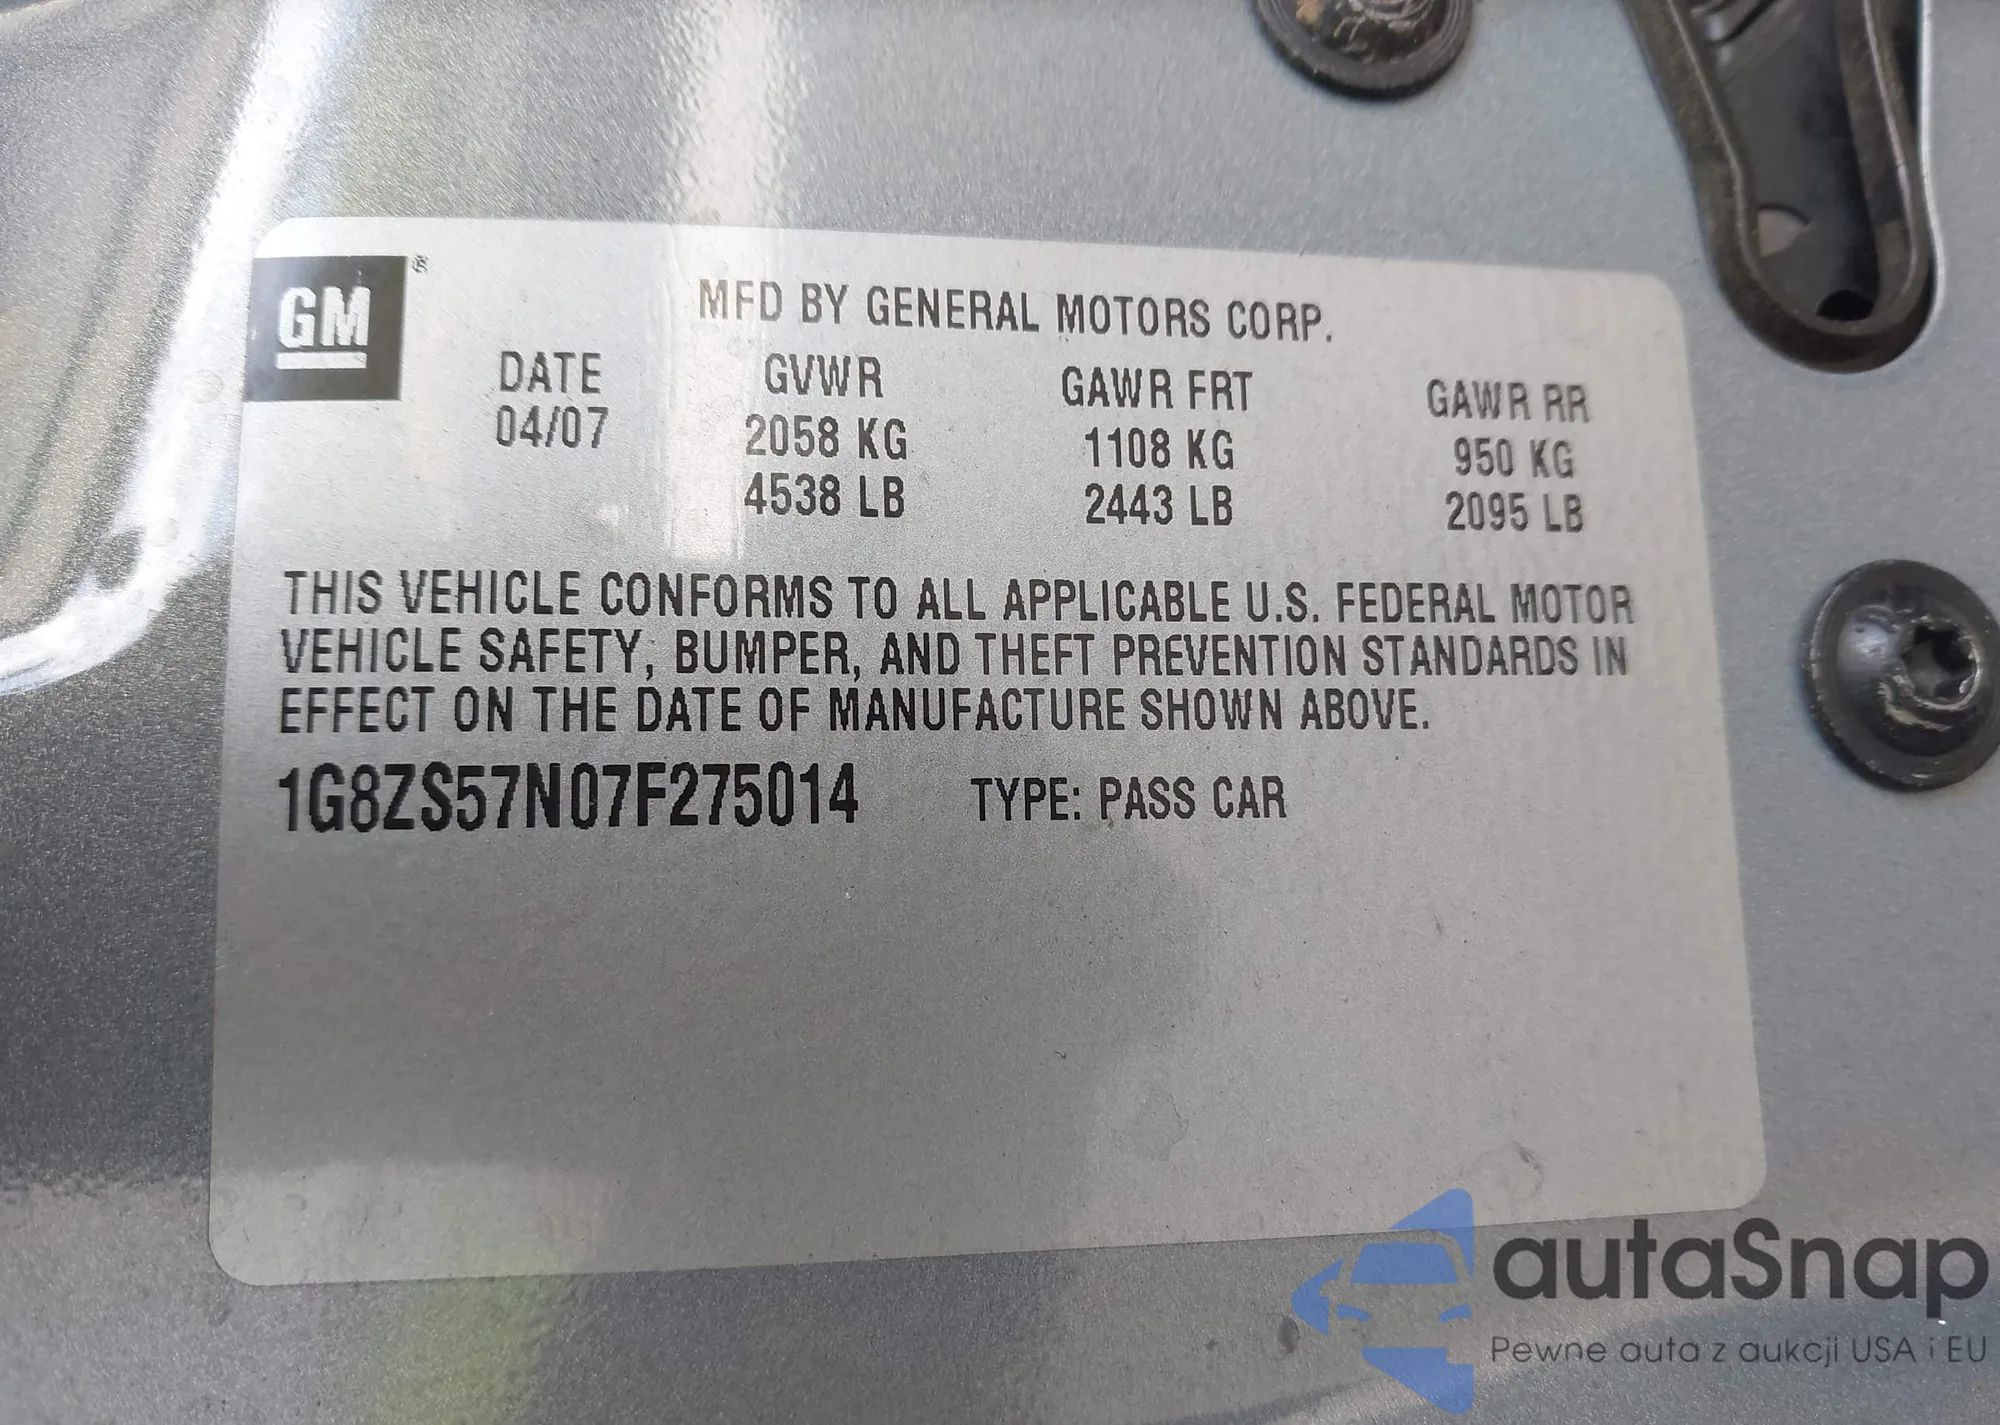 GM®
MFD BY GENERAL MOTORS CORP.
DATE GVWR GAWR FRT GAWR RR
04/07 2058 KG 1108 KG 950 KG
4538 LB 2443 LB 2095 LB
THIS VEHICLE CONFORMS TO ALL APPLICABLE U.S. FEDERAL MOTOR
VEHICLE SAFETY, BUMPER, AND THEFT PREVENTION STANDARDS IN
EFFECT ON THE DATE OF MANUFACTURE SHOWN ABOVE.
1G8ZS57N07F275014 TYPE: PASS CAR
autaSnap
Pewne auta z aukcji USA i EU